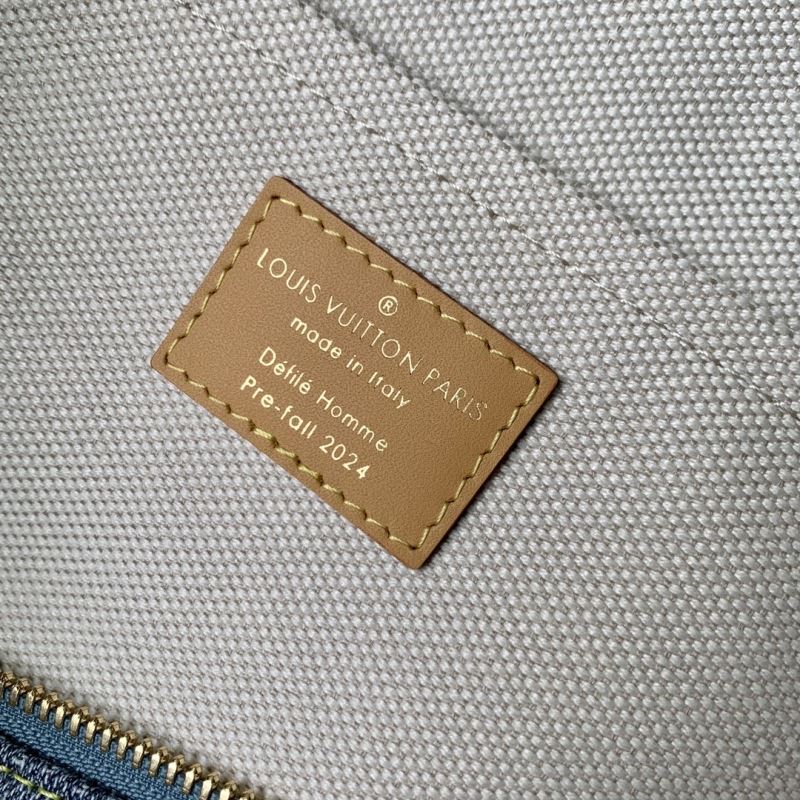 ®
LOUIS VUITTON PARIS
made in Italy
Défilé Homme
Pre-fall 2024